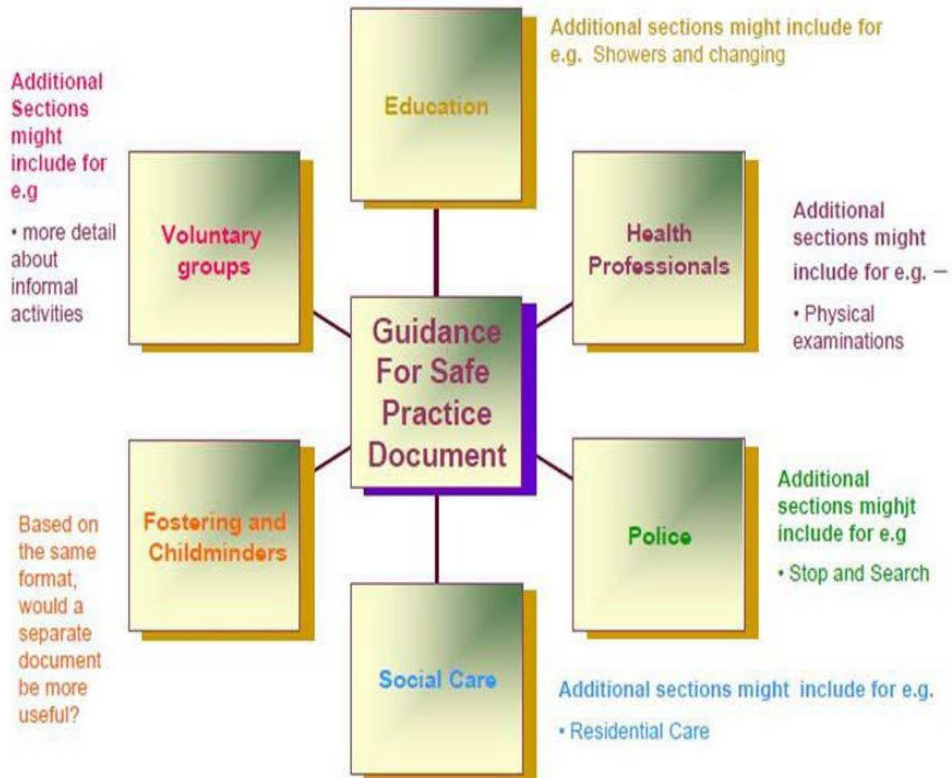 Education
Additional sections might include for
e.g. Showers and changing
Additional
Sections
might
include for
e.g
• more detail
about
informal
activities
Voluntary
groups
Health
Professionals
Additional
sections might
include for e.g. –
• Physical
examinations
Guidance
For Safe
Practice
Document
Fostering and
Childminders
Based on
the same
format,
would a
separate
document
be more
useful?
Police
Additional
sections mighjt
include for e.g
• Stop and Search
Social Care
Additional sections might include for e.g.
• Residential Care